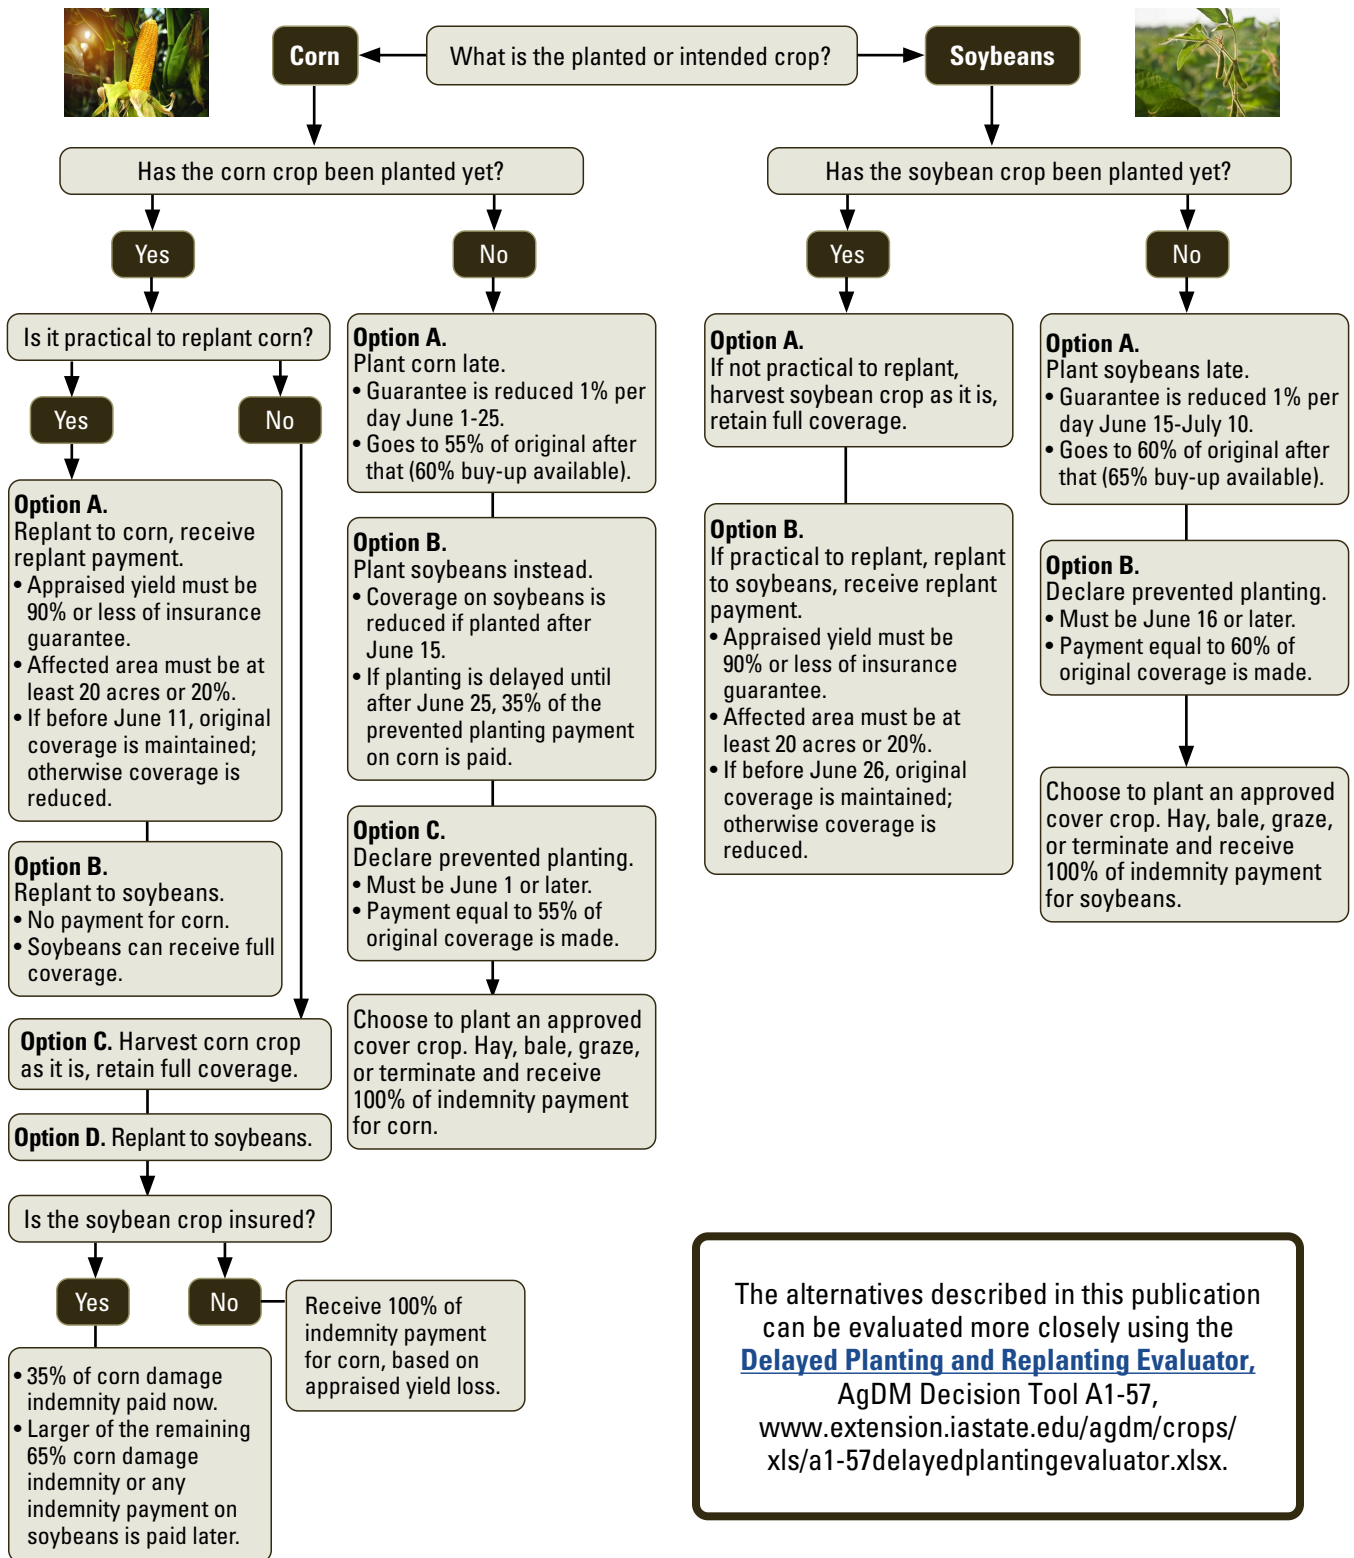 What is the planted or intended crop?
Corn
Soybeans
Has the corn crop been planted yet?
Yes
No
Is it practical to replant corn?
Yes
No
Option A.
Replant to corn, receive
replant payment.
• Appraised yield must be
90% or less of insurance
guarantee.
• Affected area must be at
least 20 acres or 20%.
• If before June 11, original
coverage is maintained;
otherwise coverage is
reduced.
Option B.
Replant to soybeans.
• No payment for corn.
• Soybeans can receive full
coverage.
Option C. Harvest corn crop
as it is, retain full coverage.
Option D. Replant to soybeans.
Is the soybean crop insured?
Yes
No
• 35% of corn damage
indemnity paid now.
• Larger of the remaining
65% corn damage
indemnity or any
indemnity payment on
soybeans is paid later.
Receive 100% of
indemnity payment
for corn, based on
appraised yield loss.
Option A.
Plant corn late.
• Guarantee is reduced 1% per
day June 1-25.
• Goes to 55% of original after
that (60% buy-up available).
Option B.
Plant soybeans instead.
• Coverage on soybeans is
reduced if planted after
June 15.
• If planting is delayed until
after June 25, 35% of the
prevented planting payment
on corn is paid.
Option C.
Declare prevented planting.
• Must be June 1 or later.
• Payment equal to 55% of
original coverage is made.
Choose to plant an approved
cover crop. Hay, bale, graze,
or terminate and receive
100% of indemnity payment
for corn.
Has the soybean crop been planted yet?
Yes
No
Option A.
If not practical to replant,
harvest soybean crop as it is,
retain full coverage.
Option B.
If practical to replant, replant
to soybeans, receive replant
payment.
• Appraised yield must be
90% or less of insurance
guarantee.
• Affected area must be at
least 20 acres or 20%.
• If before June 26, original
coverage is maintained;
otherwise coverage is
reduced.
Option A.
Plant soybeans late.
• Guarantee is reduced 1% per
day June 15-July 10.
• Goes to 60% of original after
that (65% buy-up available).
Option B.
Declare prevented planting.
• Must be June 16 or later.
• Payment equal to 60% of
original coverage is made.
Choose to plant an approved
cover crop. Hay, bale, graze,
or terminate and receive
100% of indemnity payment
for soybeans.
The alternatives described in this publication
can be evaluated more closely using the
Delayed Planting and Replanting Evaluator,
AgDM Decision Tool A1-57,
www.extension.iastate.edu/agdm/crops/
xls/a1-57delayedplantingevaluator.xlsx.